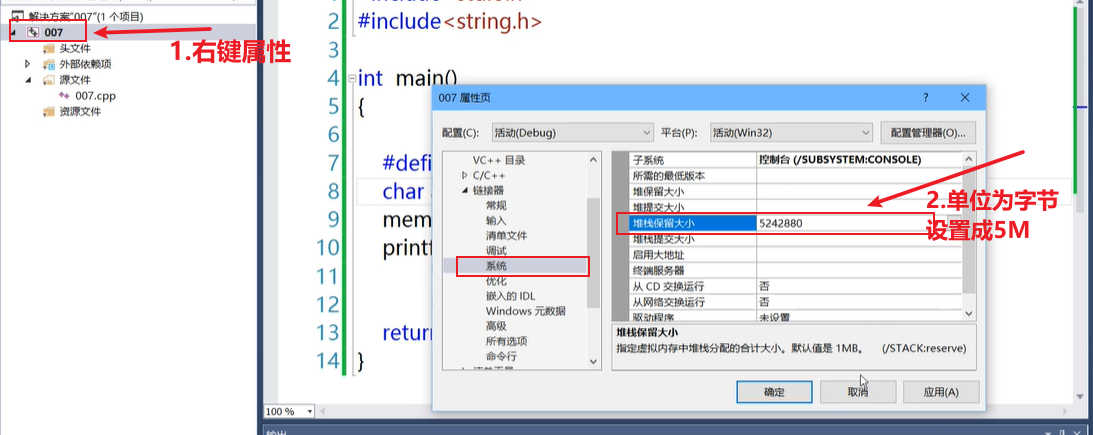 解决方案"007"(1 个项目)
007
头文件
外部依赖项
源文件
007.cpp
资源文件
1.右键属性
2 #include<string.h>
3
4 int main()
5 {
6
7 #defi
8 char
9 mem
10 printf
11
12
13 return
14 }
100 %
007 属性页
? ×
配置(C): 活动(Debug) 平台(P): 活动(Win32) 配置管理器(O)...
VC++ 目录
C/C++
链接器
常规
输入
清单文件
调试
系统
优化
嵌入的 IDL
Windows 元数据
高级
所有选项
命令行
子系统 控制台 (/SUBSYSTEM:CONSOLE)
所需的最低版本
堆保留大小
堆提交大小
堆栈保留大小 5242880
堆栈提交大小
启用大地址
终端服务器
从 CD 交换运行 否
从网络交换运行 否
驱动程序 未设置
堆栈保留大小
指定虚拟内存中堆栈分配的合计大小。默认值是 1MB。 (/STACK:reserve)
确定 取消 应用(A)
2.单位为字节
设置成5M
输出